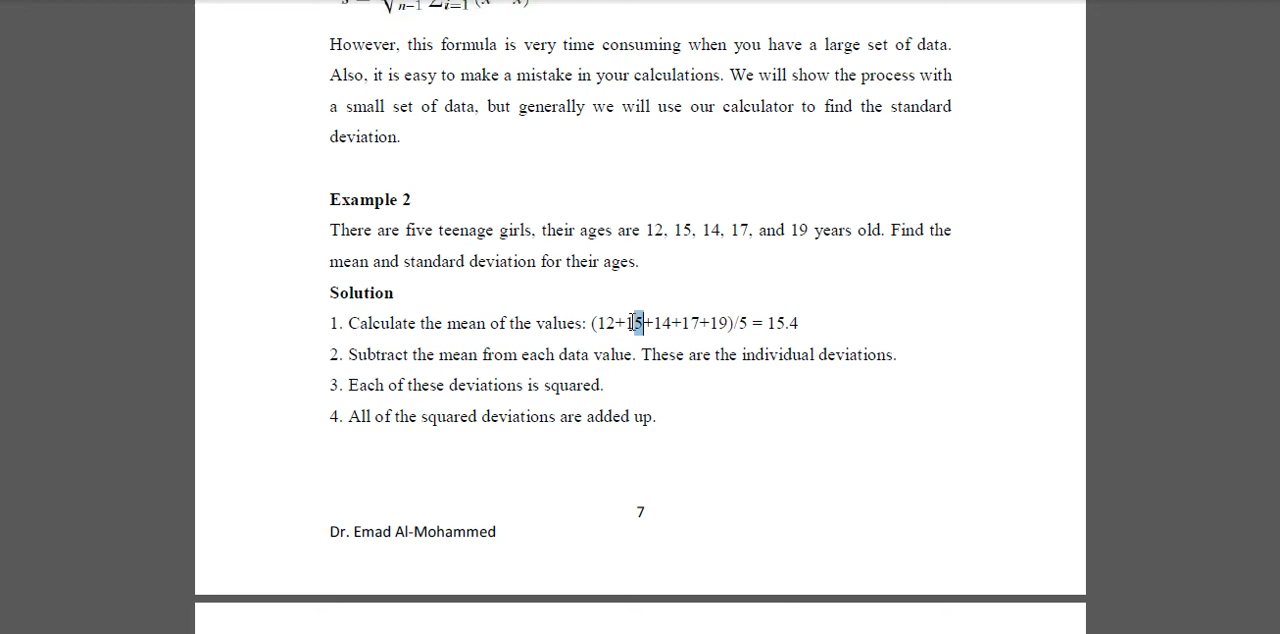 However, this formula is very time consuming when you have a large set of data.
Also, it is easy to make a mistake in your calculations. We will show the process with
a small set of data, but generally we will use our calculator to find the standard
deviation.
Example 2
There are five teenage girls, their ages are 12, 15, 14, 17, and 19 years old. Find the
mean and standard deviation for their ages.
Solution
1. Calculate the mean of the values: (12+15+14+17+19)/5 = 15.4
2. Subtract the mean from each data value. These are the individual deviations.
3. Each of these deviations is squared.
4. All of the squared deviations are added up.
7
Dr. Emad Al-Mohammed